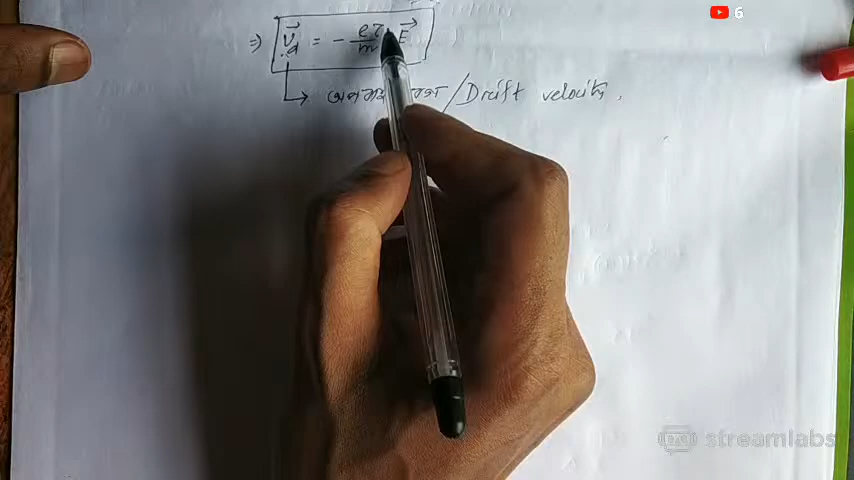 6
⇒ v⃗d = - eτ/m E⃗
/Drift velocity.
streamlabs